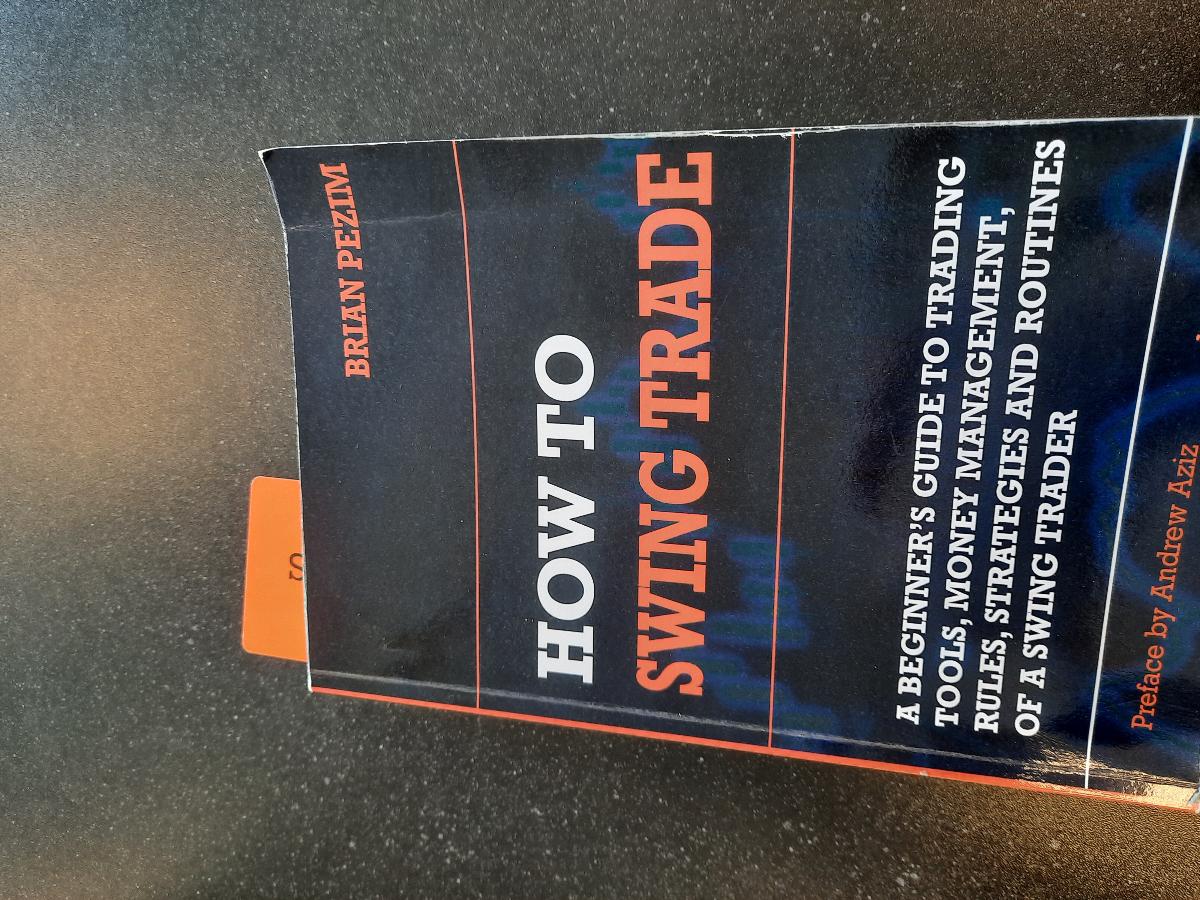 S
BRIAN PEZIM
HOW TO
SWING TRADE
A BEGINNER'S GUIDE TO TRADING
TOOLS, MONEY MANAGEMENT,
RULES, STRATEGIES AND ROUTINES
OF A SWING TRADER
Preface by Andrew Aziz